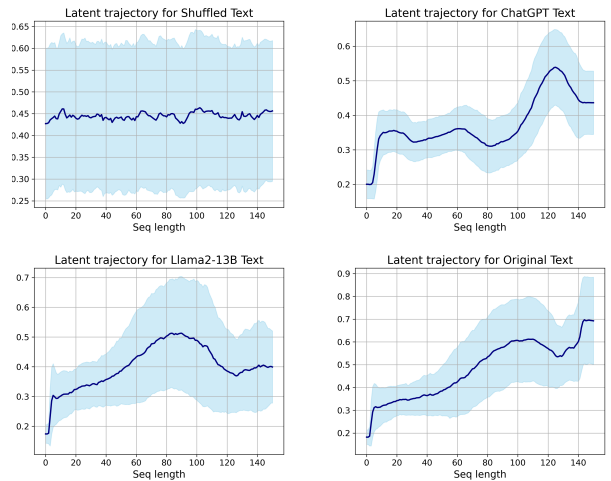 Latent trajectory for Shuffled Text
0.65
0.60
0.55
0.50
0.45
0.40
0.35
0.30
0.25
0 20 40 60 80 100 120 140
Seq length
Latent trajectory for ChatGPT Text
0.6
0.5
0.4
0.3
0.2
0 20 40 60 80 100 120 140
Seq length
Latent trajectory for Llama2-13B Text
0.7
0.6
0.5
0.4
0.3
0.2
0 20 40 60 80 100 120 140
Seq length
Latent trajectory for Original Text
0.9
0.8
0.7
0.6
0.5
0.4
0.3
0.2
0 20 40 60 80 100 120 140
Seq length